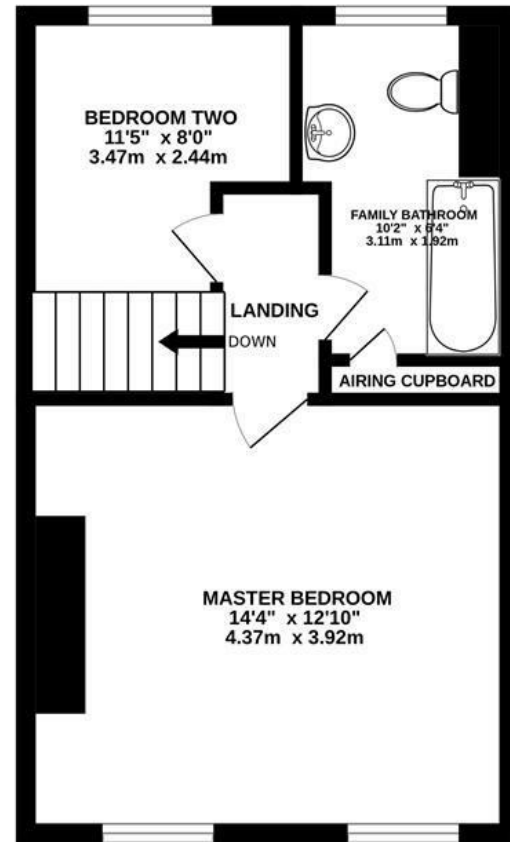 BEDROOM TWO
11'5" x 8'0"
3.47m x 2.44m
FAMILY BATHROOM
10'2" x 6'4"
3.11m x 1.92m
LANDING
DOWN
AIRING CUPBOARD
MASTER BEDROOM
14'4" x 12'10"
4.37m x 3.92m